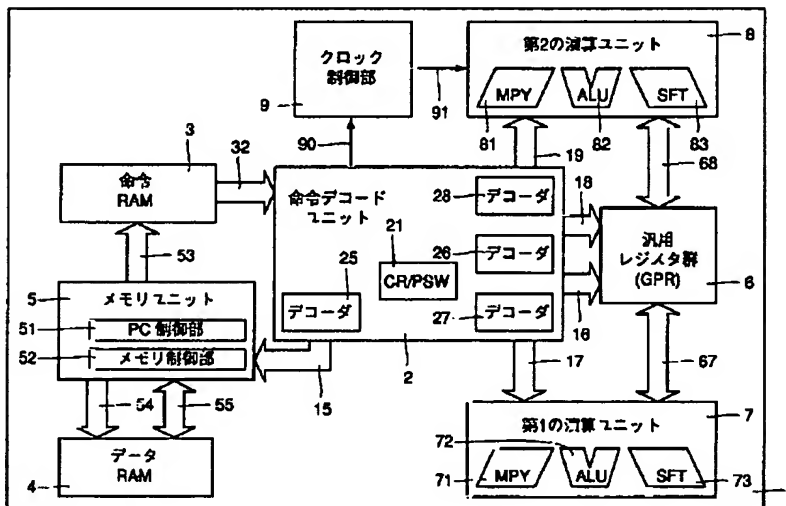 クロック
制御部
9
90
91
第2の演算ユニット
8
MPY
ALU
SFT
81
82
83
19
68
3
32
命令
RAM
53
命令デコード
ユニット
28
デコーダ
21
26
デコーダ
25
CR/PSW
デコーダ
27
デコーダ
2
18
16
汎用
レジスタ群
(GPR)
6
5
メモリユニット
51
PC 制御部
52
メモリ制御部
15
17
67
54
55
データ
RAM
4
第1の演算ユニット
7
72
71
MPY
ALU
SFT
73